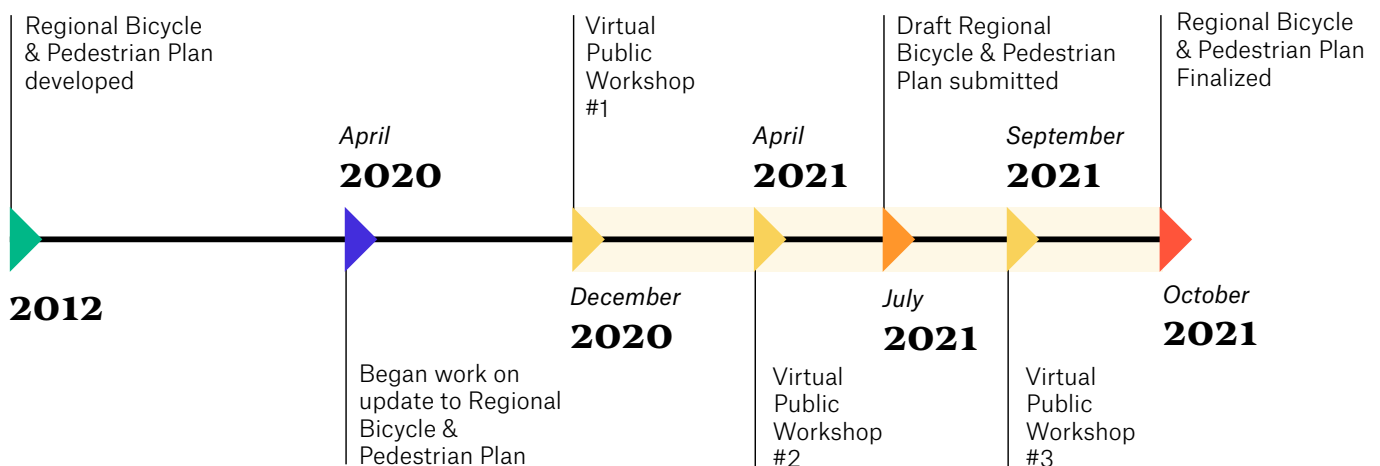 Regional Bicycle
& Pedestrian Plan
developed
2012
April
2020
Began work on
update to Regional
Bicycle &
Pedestrian Plan
Virtual
Public
Workshop
#1
December
2020
April
2021
Virtual
Public
Workshop
#2
Draft Regional
Bicycle & Pedestrian
Plan submitted
July
2021
September
2021
Virtual
Public
Workshop
#3
Regional Bicycle
& Pedestrian Plan
Finalized
October
2021